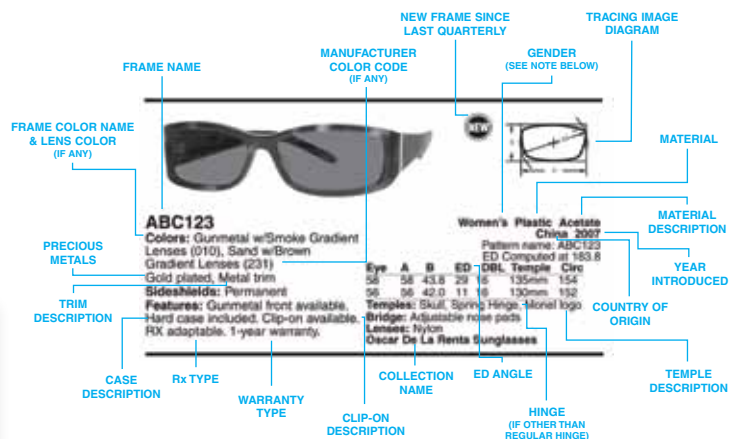 NEW FRAME SINCE
LAST QUARTERLY
TRACING IMAGE
DIAGRAM
MANUFACTURER
COLOR CODE
(IF ANY)
GENDER
(SEE NOTE BELOW)
FRAME NAME
FRAME COLOR NAME
& LENS COLOR
(IF ANY)
NEW
MATERIAL
ABC123
Colors: Gunmetal w/Smoke Gradient
Lenses (010), Sand w/Brown
Gradient Lenses (231)
Gold plated, Metal trim
Sideshields: Permanent
Features: Gunmetal front available.
Hard case included. Clip-on available.
RX adaptable. 1-year warranty.
Women's Plastic Acetate
China 2007
Pattern name: ABC123
ED Computed at 183.8
Eye A B ED DBL Temple Circ
56 58 43.8 29 16 135mm 154
58 56 42.0 11 16 130mm 152
Temples: Skull, Spring Hinge, Monel logo
Bridge: Adjustable nose pads
Lenses: Nylon
Oscar De La Renta Sunglasses
MATERIAL
DESCRIPTION
YEAR
INTRODUCED
PRECIOUS
METALS
TRIM
DESCRIPTION
COUNTRY OF
ORIGIN
CASE
DESCRIPTION
Rx TYPE
WARRANTY
TYPE
COLLECTION
NAME
ED ANGLE
TEMPLE
DESCRIPTION
CLIP-ON
DESCRIPTION
HINGE
(IF OTHER THAN
REGULAR HINGE)